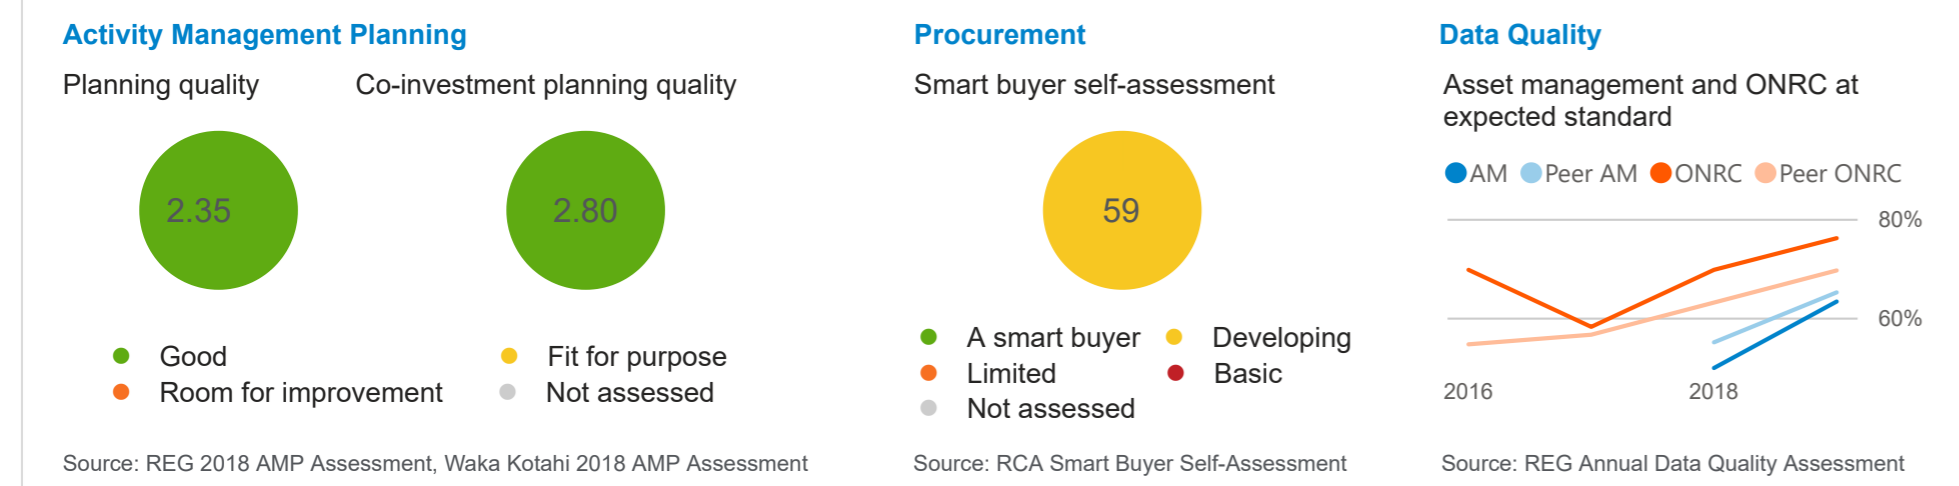 Activity Management Planning
Planning quality
Co-investment planning quality
2.35
2.80
Good
Fit for purpose
Room for improvement
Not assessed
Source: REG 2018 AMP Assessment, Waka Kotahi 2018 AMP Assessment
Procurement
Smart buyer self-assessment
59
A smart buyer
Developing
Limited
Basic
Not assessed
Source: RCA Smart Buyer Self-Assessment
Data Quality
Asset management and ONRC at
expected standard
AM Peer AM ONRC Peer ONRC
80%
60%
2016
2018
Source: REG Annual Data Quality Assessment